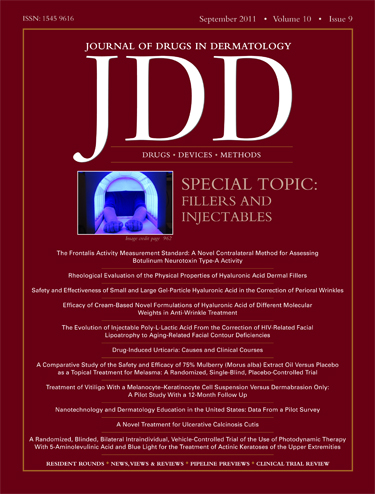 ISSN: 1545 9616
September 2011 • Volume 10 • Issue 9
JOURNAL OF DRUGS IN DERMATOLOGY
JDD
DRUGS • DEVICES • METHODS
SPECIAL TOPIC:
FILLERS AND
INJECTABLES
Image credit page 962
The Frontalis Activity Measurement Standard: A Novel Contralateral Method for Assessing
Botulinum Neurotoxin Type-A Activity
Rheological Evaluation of the Physical Properties of Hyaluronic Acid Dermal Fillers
Safety and Effectiveness of Small and Large Gel-Particle Hyaluronic Acid in the Correction of Perioral Wrinkles
Efficacy of Cream-Based Novel Formulations of Hyaluronic Acid of Different Molecular
Weights in Anti-Wrinkle Treatment
The Evolution of Injectable Poly-L-Lactic Acid From the Correction of HIV-Related Facial
Lipoatrophy to Aging-Related Facial Contour Deficiencies
Drug-Induced Urticaria: Causes and Clinical Courses
A Comparative Study of the Safety and Efficacy of 75% Mulberry (Morus alba) Extract Oil Versus Placebo
as a Topical Treatment for Melasma: A Randomized, Single-Blind, Placebo-Controlled Trial
Treatment of Vitiligo With a Melanocyte–Keratinocyte Cell Suspension Versus Dermabrasion Only:
A Pilot Study With a 12-Month Follow Up
Nanotechnology and Dermatology Education in the United States: Data From a Pilot Survey
A Novel Treatment for Ulcerative Calcinosis Cutis
A Randomized, Blinded, Bilateral Intraindividual, Vehicle-Controlled Trial of the Use of Photodynamic Therapy
With 5-Aminolevulinic Acid and Blue Light for the Treatment of Actinic Keratoses of the Upper Extremities
RESIDENT ROUNDS * NEWS, VIEWS & REVIEWS * PIPELINE PREVIEWS * CLINICAL TRIAL REVIEW